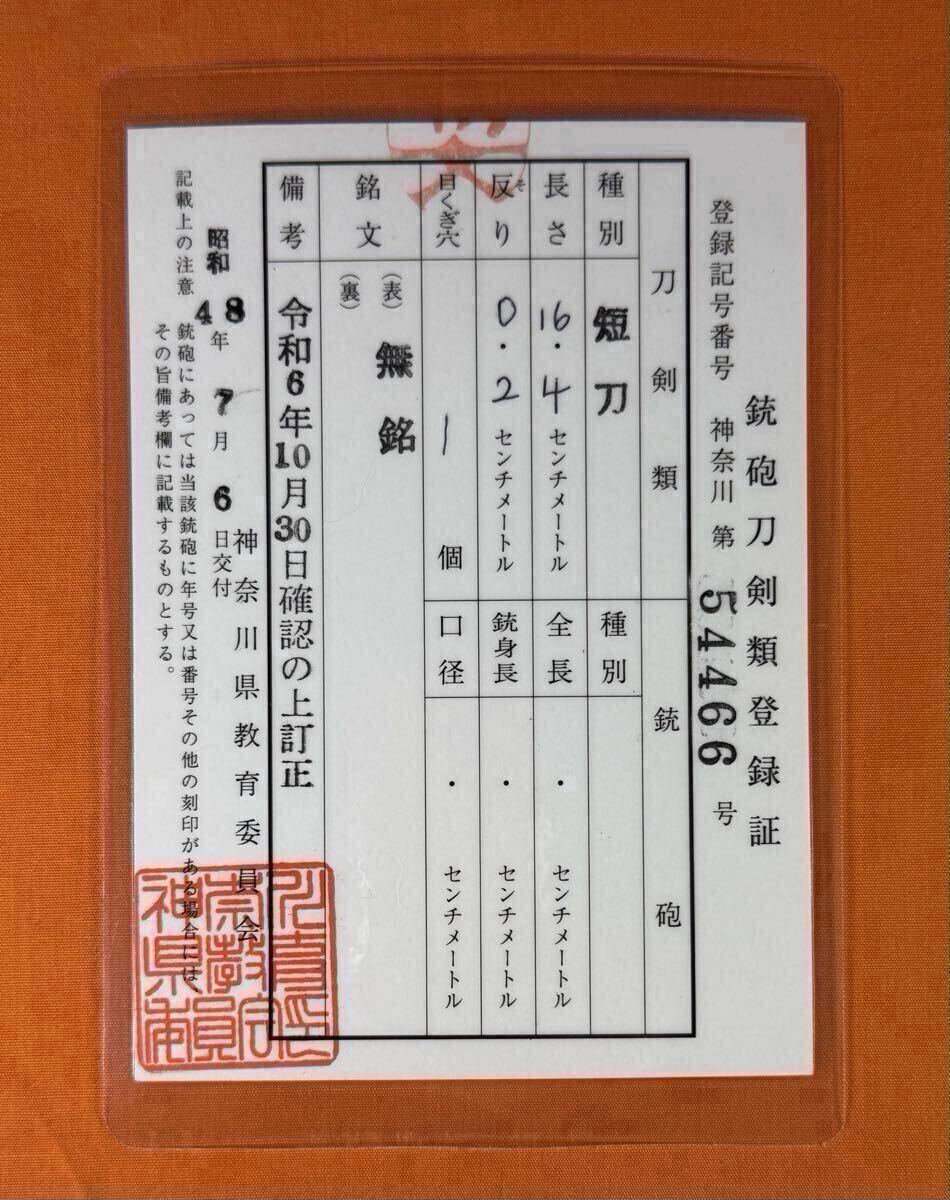 銃砲刀剣類登録証
登録記号番号 神奈川 第 54466 号
刀剣類
銃砲
種別 短刀
種別
長さ 16.4 センチメートル
全長 ・ センチメートル
反り そ 0.2 センチメートル
銃身長 ・ センチメートル
目くぎ穴 1 個
口径 ・ センチメートル
銘文 (表) 無銘
(裏)
備考 令和6年10月30日確認の上訂正
神奈川県教育委員会
昭和48年7月6日交付
記載上の注意 銃砲にあっては当該銃砲に年号又は番号その他の刻印がある場合には
その旨備考欄に記載するものとする。